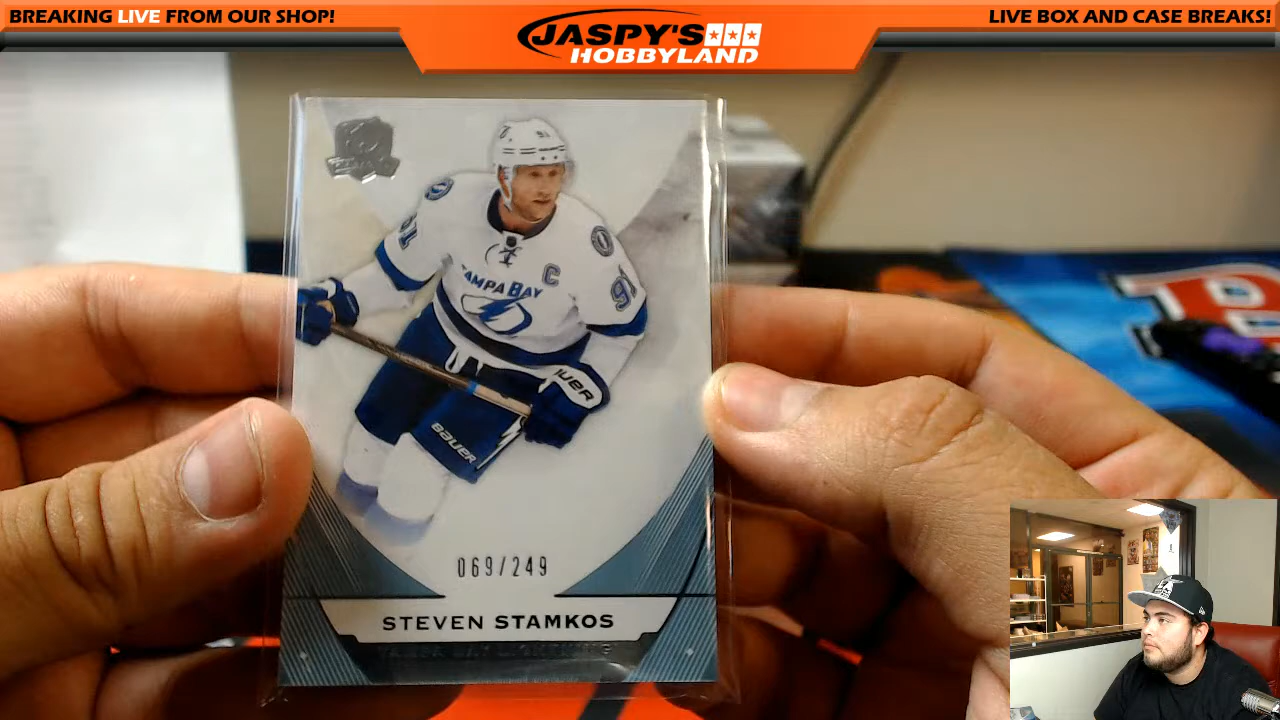 BREAKING LIVE FROM OUR SHOP!
JASPY'S
HOBBYLAND
LIVE BOX AND CASE BREAKS!
91
C
TAMPA BAY
91
BAUER
BAUER
069/249
STEVEN STAMKOS